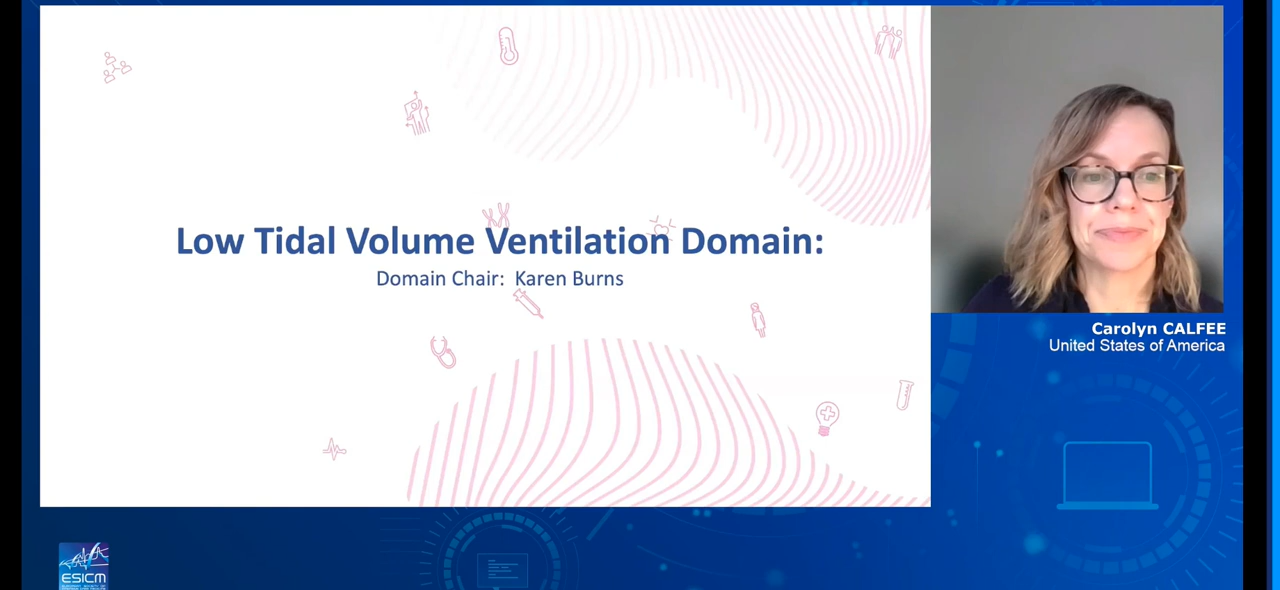 Low Tidal Volume Ventilation Domain:
Domain Chair: Karen Burns
Carolyn CALFEE
United States of America
ESICM